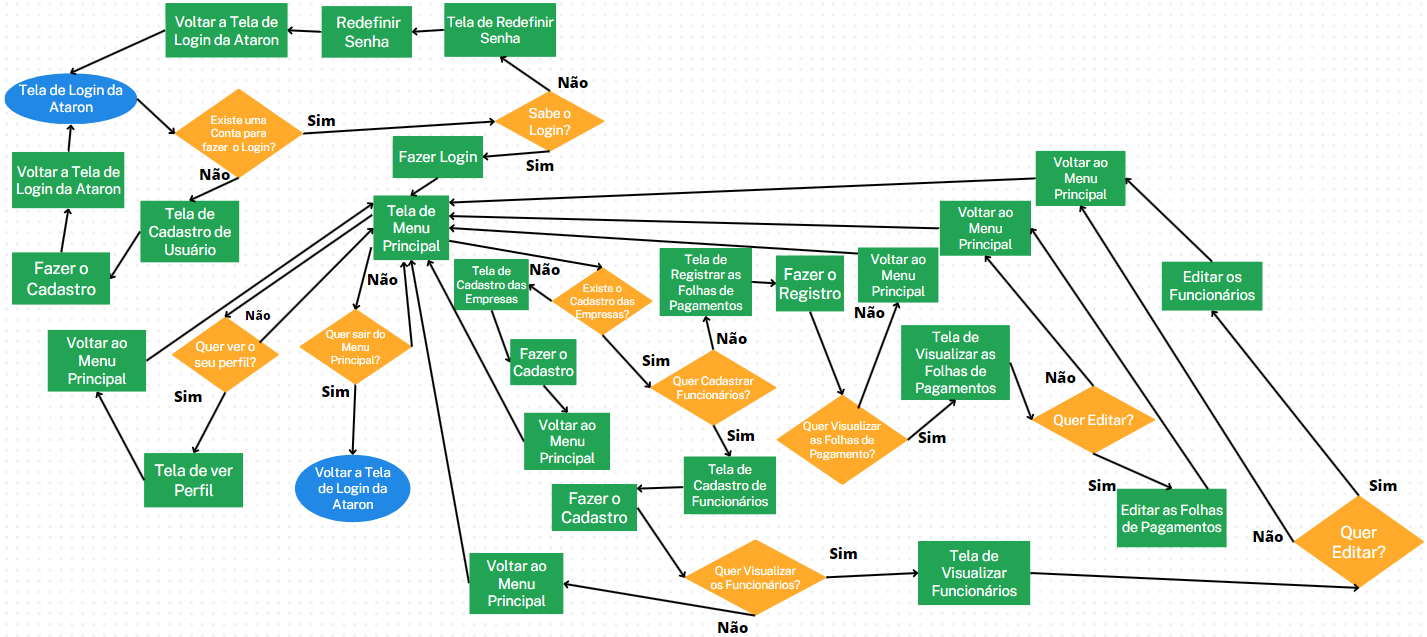 Voltar a Tela de
Login da Ataron
Redefinir
Senha
Tela de Redefinir
Senha
Não
Tela de Login da
Ataron
Existe uma
Conta para
fazer o Login?
Sim
Sabe o
Login?
Sim
Fazer Login
Não
Voltar a Tela de
Login da Ataron
Tela de
Cadastro de
Usuário
Fazer o
Cadastro
Tela de
Menu
Principal
Voltar ao
Menu
Principal
Voltar ao
Menu
Principal
Voltar ao
Menu
Principal
Editar os
Funcionários
Não
Tela de
Cadastro das
Empresas
Não
Existe o
Cadastro das
Empresas?
Tela de
Registrar as
Folhas de
Pagamentos
Fazer o
Registro
Não
Não
Quer ver o
seu perfil?
Sim
Voltar ao
Menu
Principal
Tela de ver
Perfil
Quer sair do
Menu
Principal?
Sim
Voltar a Tela
de Login da
Ataron
Fazer o
Cadastro
Voltar ao
Menu
Principal
Sim
Não
Quer Cadastrar
Funcionários?
Sim
Tela de
Cadastro de
Funcionários
Fazer o
Cadastro
Quer Visualizar
as Folhas de
Pagamento?
Sim
Tela de
Visualizar as
Folhas de
Pagamentos
Não
Quer Editar?
Sim
Editar as Folhas
de Pagamentos
Sim
Não
Quer
Editar?
Voltar ao
Menu
Principal
Quer Visualizar
os Funcionários?
Sim
Não
Tela de
Visualizar
Funcionários